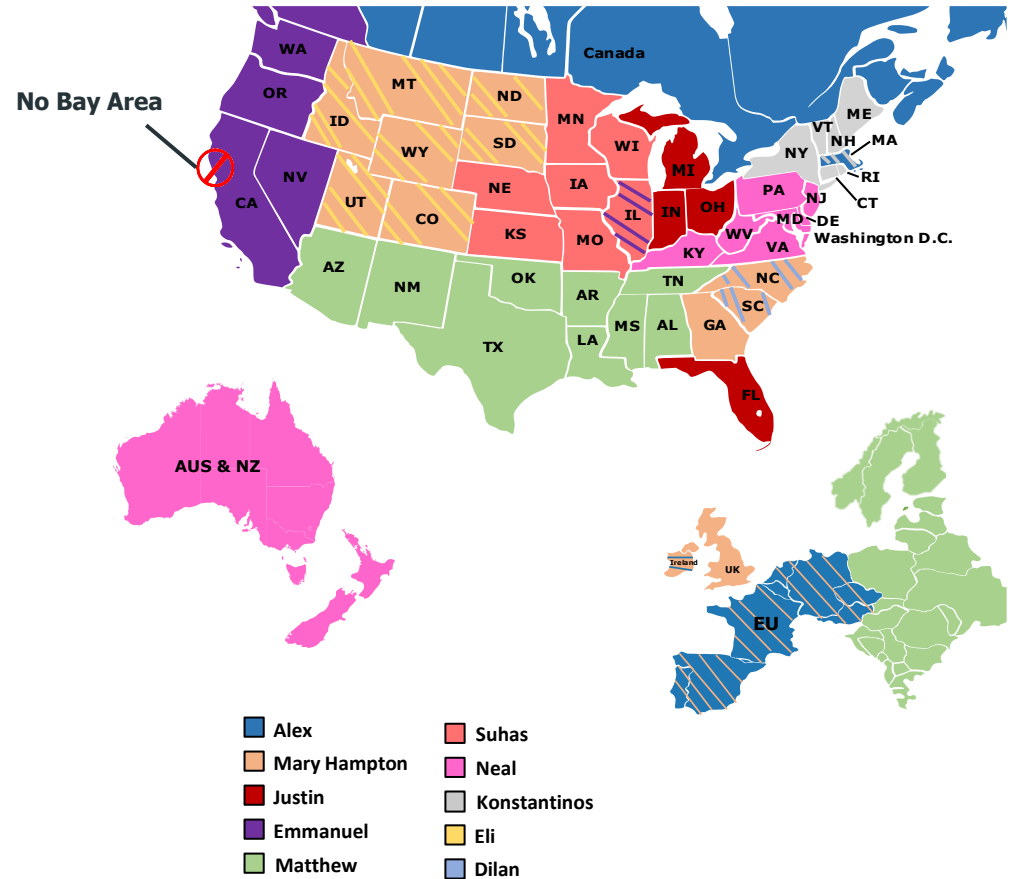 Canada
WA
MT
ND
OR
ID
MN
ME
VT
NH
MA
No Bay Area
SD
WI
NY
WY
MI
RI
NV
NE
IA
PA
CA
UT
CO
IL
IN
OH
NJ
CT
KS
MO
WV
MD
DE
Washington D.C.
KY
VA
AZ
NM
OK
TN
NC
AR
SC
MS
AL
GA
TX
LA
FL
AUS & NZ
Ireland
UK
EU
Alex
Mary Hampton
Justin
Emmanuel
Matthew
Suhas
Neal
Konstantinos
Eli
Dilan